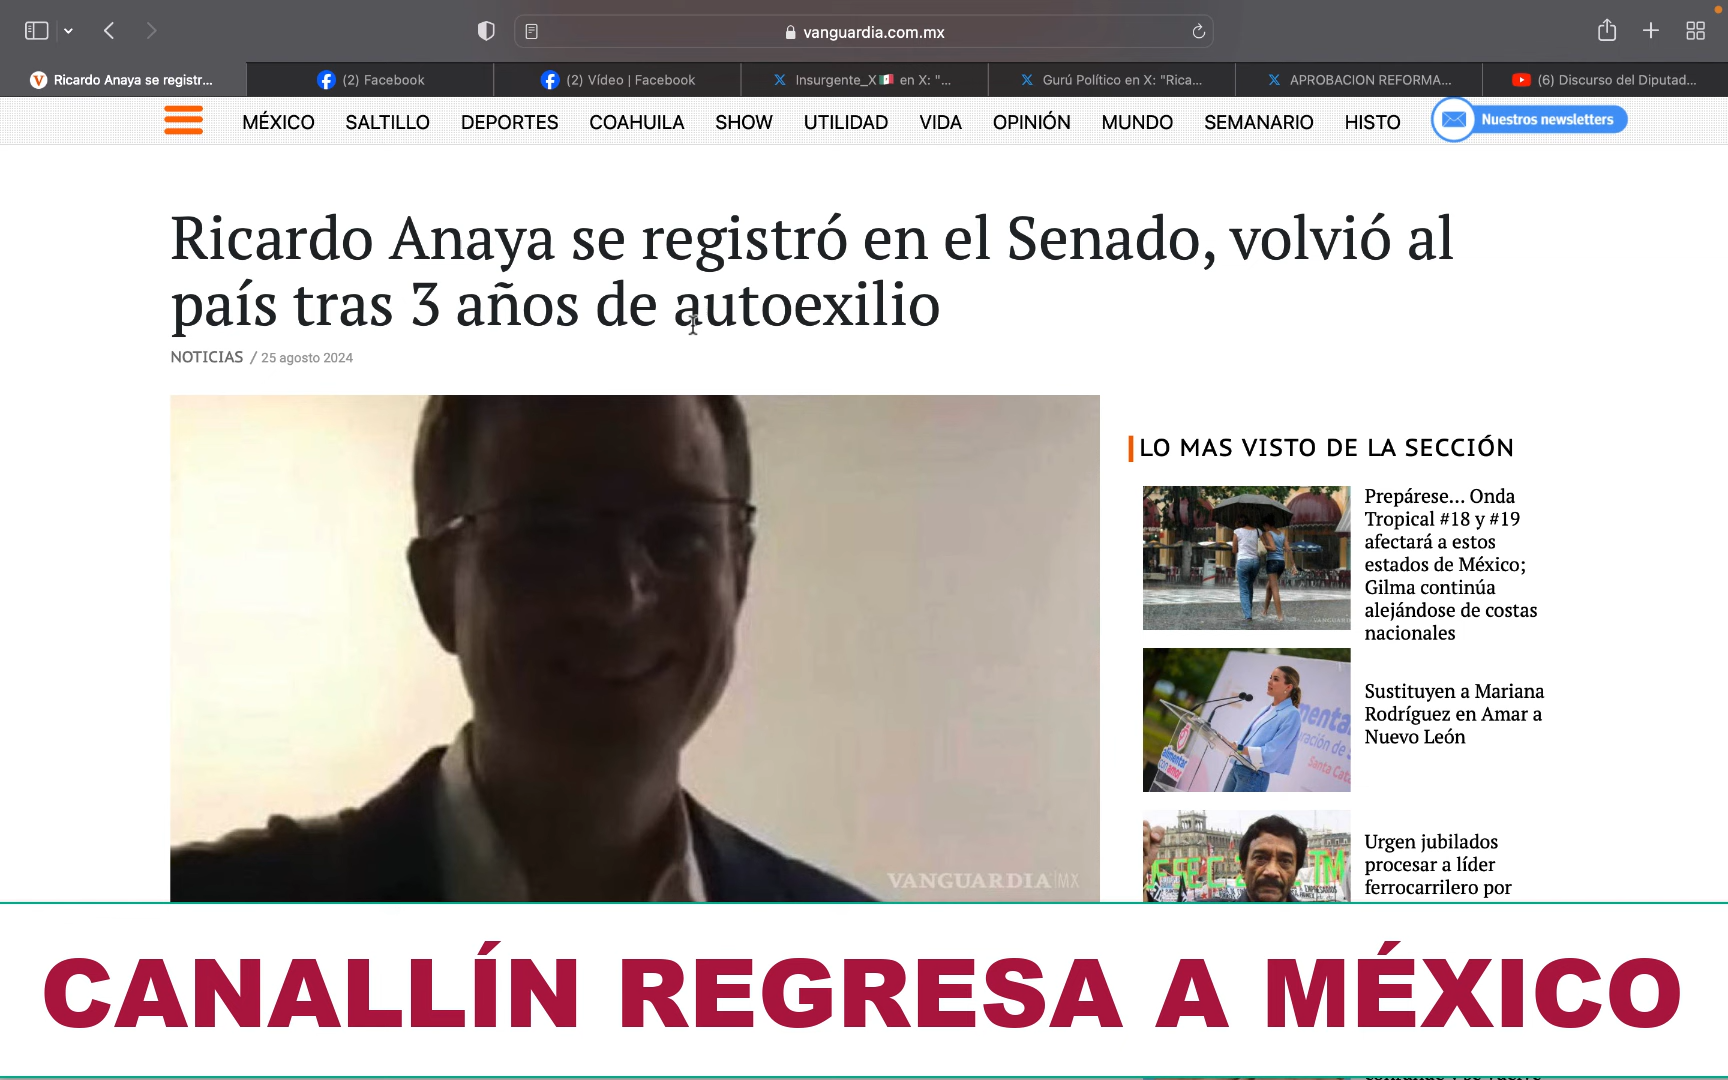 vanguardia.com.mx
Ricardo Anaya se registr...
(2) Facebook
(2) Vídeo | Facebook
Insurgente_X🇲🇽 en X: "...
Gurú Político en X: "Rica...
APROBACION REFORMA...
(6) Discurso del Diputad...
MÉXICO SALTILLO DEPORTES COAHUILA SHOW UTILIDAD VIDA OPINIÓN MUNDO SEMANARIO HISTO
Nuestros newsletters
Ricardo Anaya se registró en el Senado, volvió al
país tras 3 años de autoexilio
NOTICIAS / 25 agosto 2024
VANGUARDIA MX
LO MAS VISTO DE LA SECCIÓN
Prepárese... Onda
Tropical #18 y #19
afectará a estos
estados de México;
Gilma continúa
alejándose de costas
nacionales
Sustituyen a Mariana
Rodríguez en Amar a
Nuevo León
Urgen jubilados
procesar a líder
ferrocarrilero por
CANALLÍN REGRESA A MÉXICO